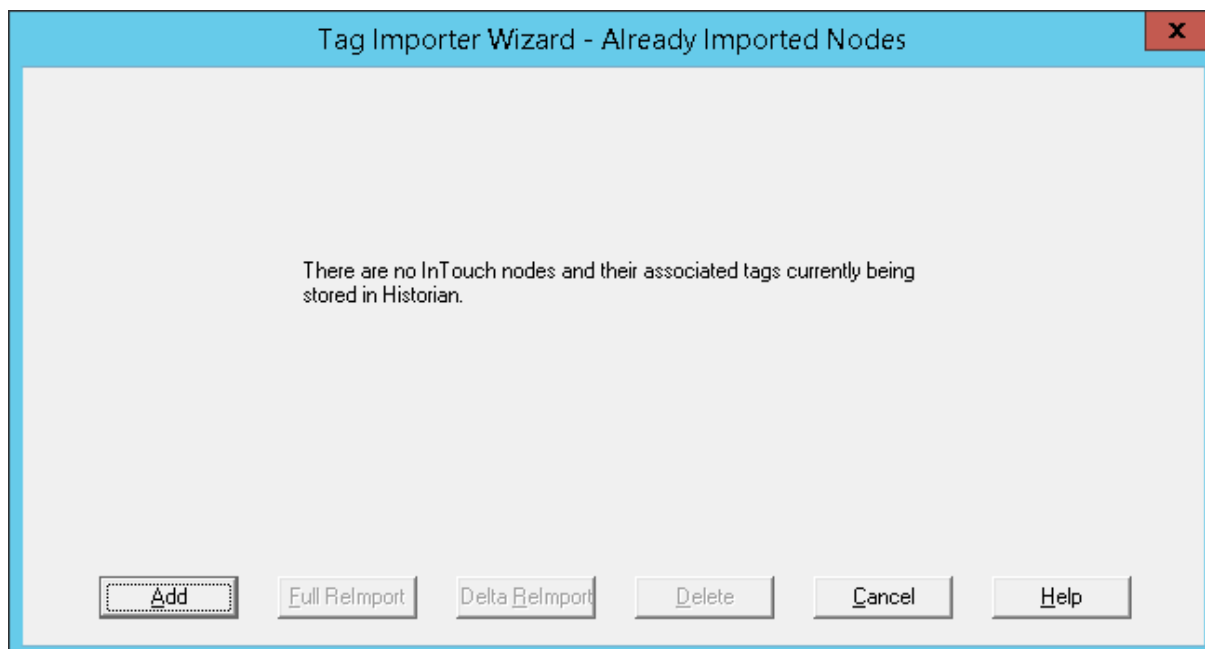 Tag Importer Wizard - Already Imported Nodes
x
There are no InTouch nodes and their associated tags currently being
stored in Historian.
Add Full ReImport Delta ReImport Delete Cancel Help